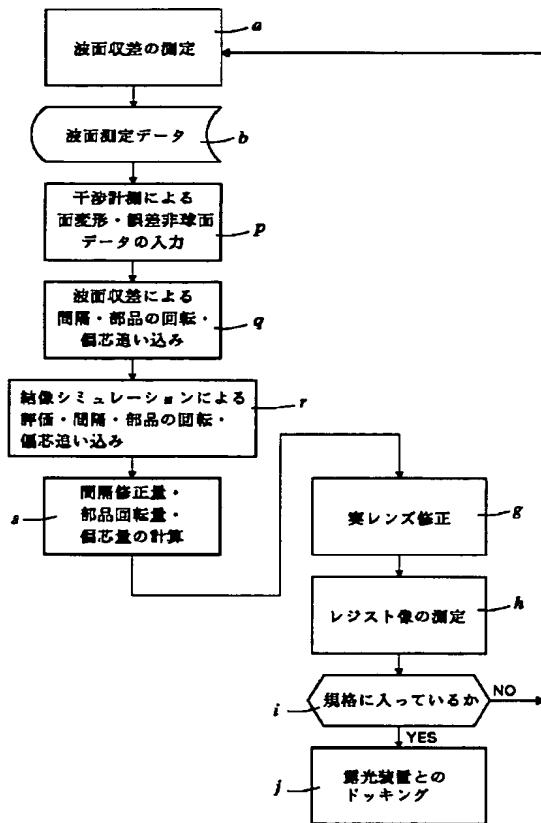 a
波面収差の測定
波面測定データ
b
干渉計測による
面変形・誤差非球面
データの入力
p
波面収差による
間隔・部品の回転・
偏芯追い込み
q
結像シミュレーションによる
評価・間隔・部品の回転・
偏芯追い込み
r
間隔修正量・
部品回転量・
偏芯量の計算
s
実レンズ修正
g
レジスト像の測定
h
規格に入っているか
i
NO
YES
露光装置との
ドッキング
j